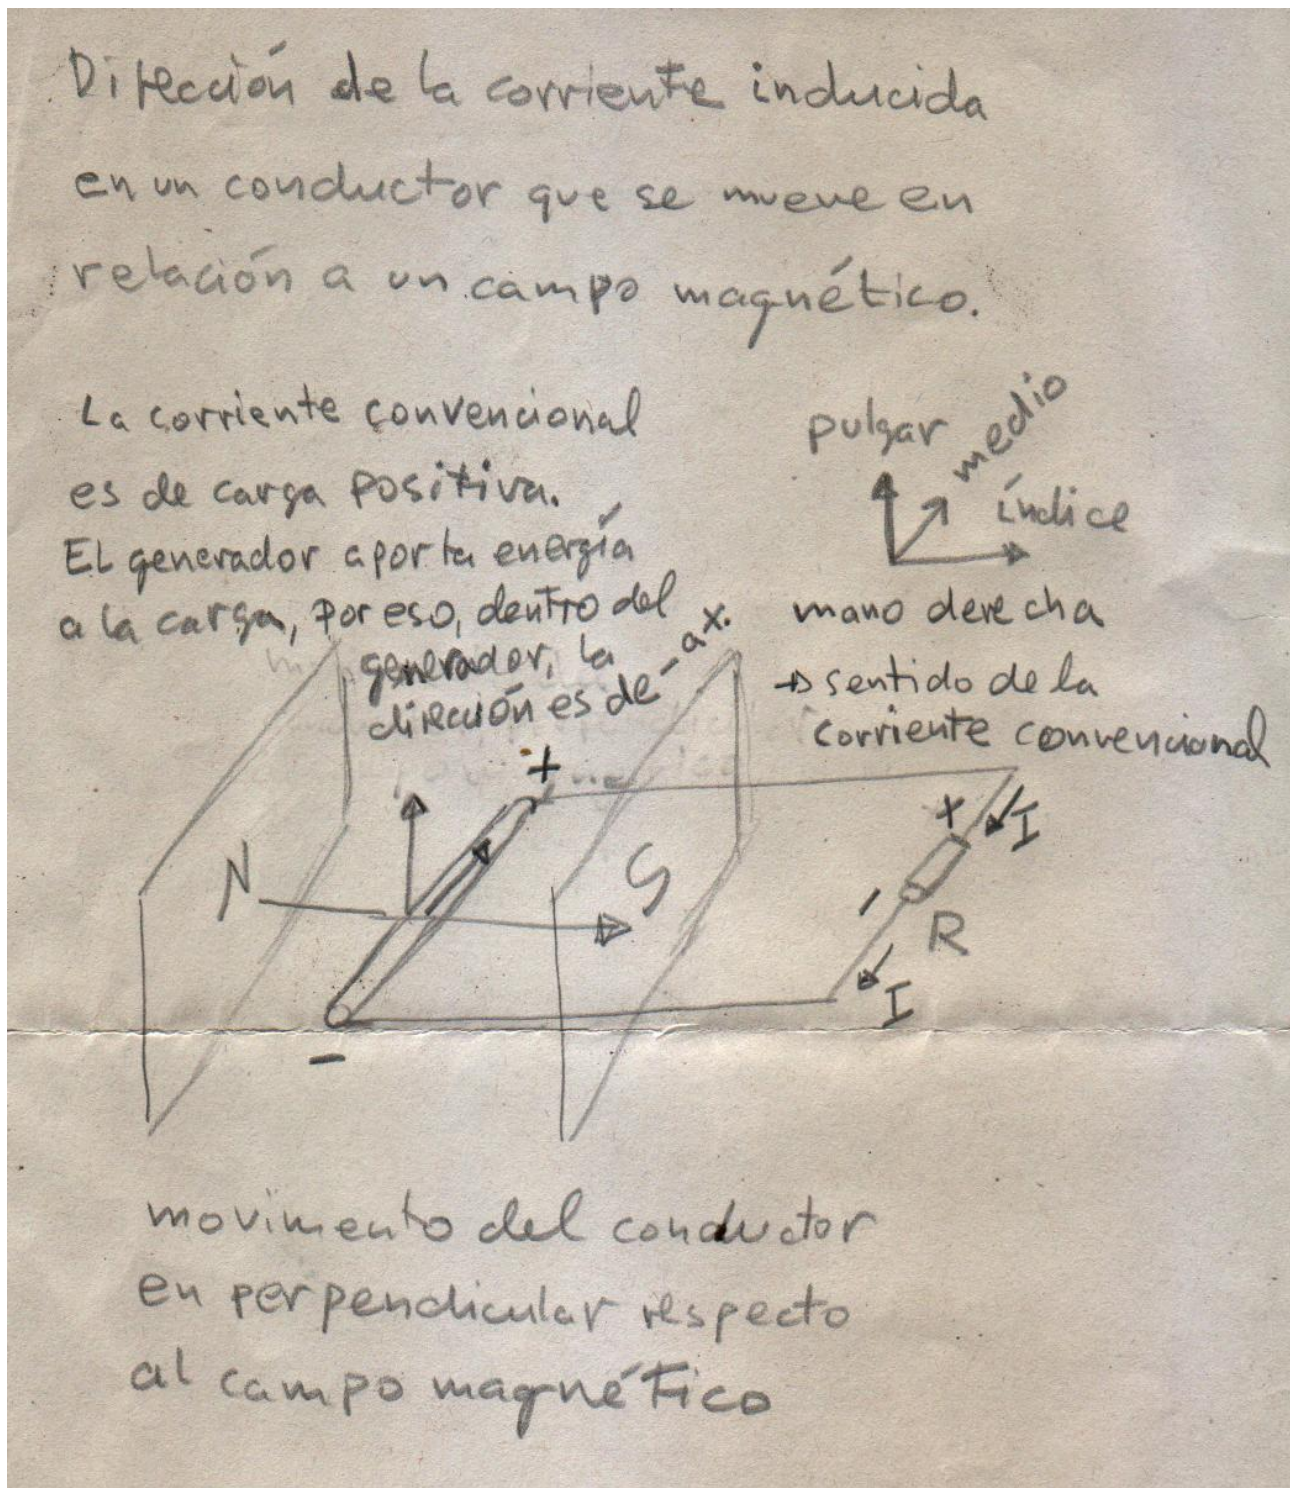 Dirección de la corriente inducida
en un conductor que se mueve en
relación a un campo magnético.
La corriente convencional
es de carga positiva.
El generador aporta energía
a la carga, por eso, dentro del
generador, la
dirección es de - a +.
pulgar
medio
índice
mano derecha
→ sentido de la
corriente convencional
+
N
S
-
+
I
-
R
I
movimento del conductor
en perpendicular respecto
al campo magnético